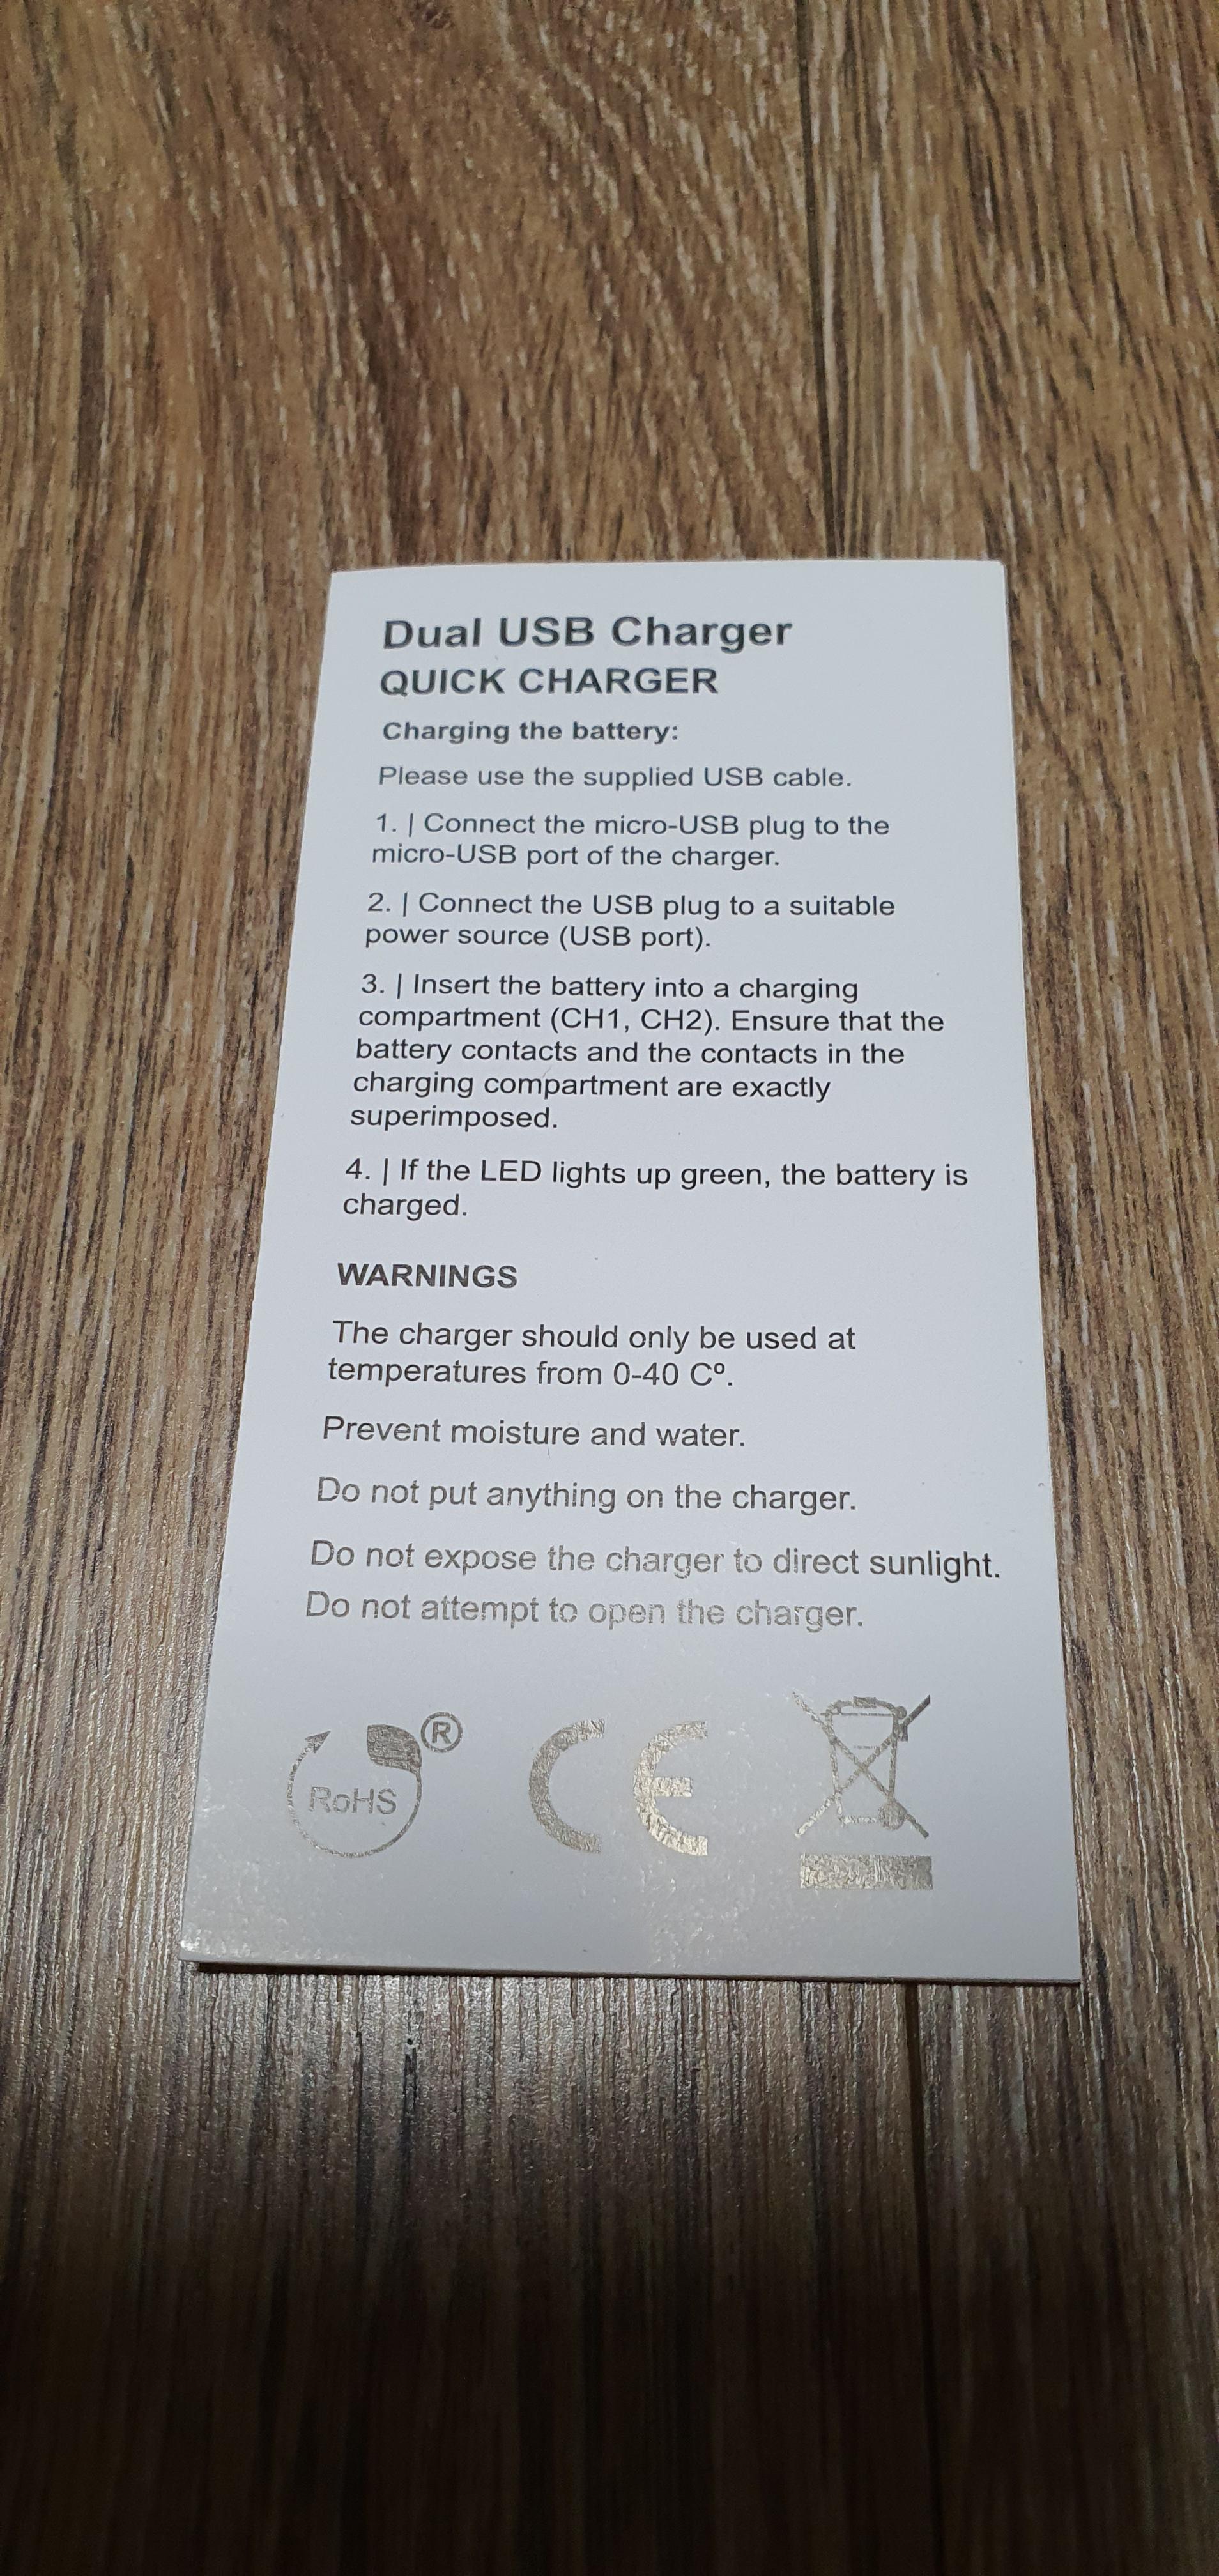 Dual USB Charger
QUICK CHARGER
Charging the battery:
Please use the supplied USB cable.
1. | Connect the micro-USB plug to the
micro-USB port of the charger.
2. | Connect the USB plug to a suitable
power source (USB port).
3. | Insert the battery into a charging
compartment (CH1, CH2). Ensure that the
battery contacts and the contacts in the
charging compartment are exactly
superimposed.
4. | If the LED lights up green, the battery is
charged.
WARNINGS
The charger should only be used at
temperatures from 0-40 Cº.
Prevent moisture and water.
Do not put anything on the charger.
Do not expose the charger to direct sunlight.
Do not attempt to open the charger.
RoHS ® CE